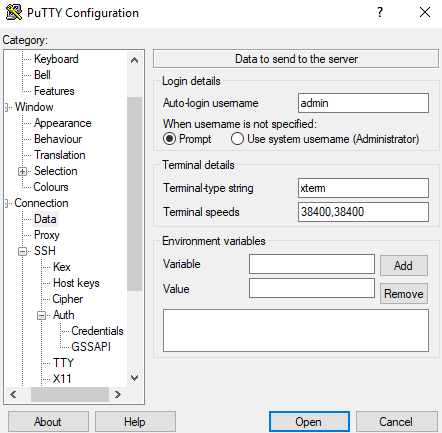 PuTTY Configuration
? ×
Category:
Keyboard
Bell
Features
Window
Appearance
Behaviour
Translation
Selection
Colours
Connection
Data
Proxy
SSH
Kex
Host keys
Cipher
Auth
Credentials
GSSAPI
TTY
X11
Data to send to the server
Login details
Auto-login username admin
When username is not specified:
Prompt Use system username (Administrator)
Terminal details
Terminal-type string xterm
Terminal speeds 38400,38400
Environment variables
Variable Add
Value Remove
About Help Open Cancel